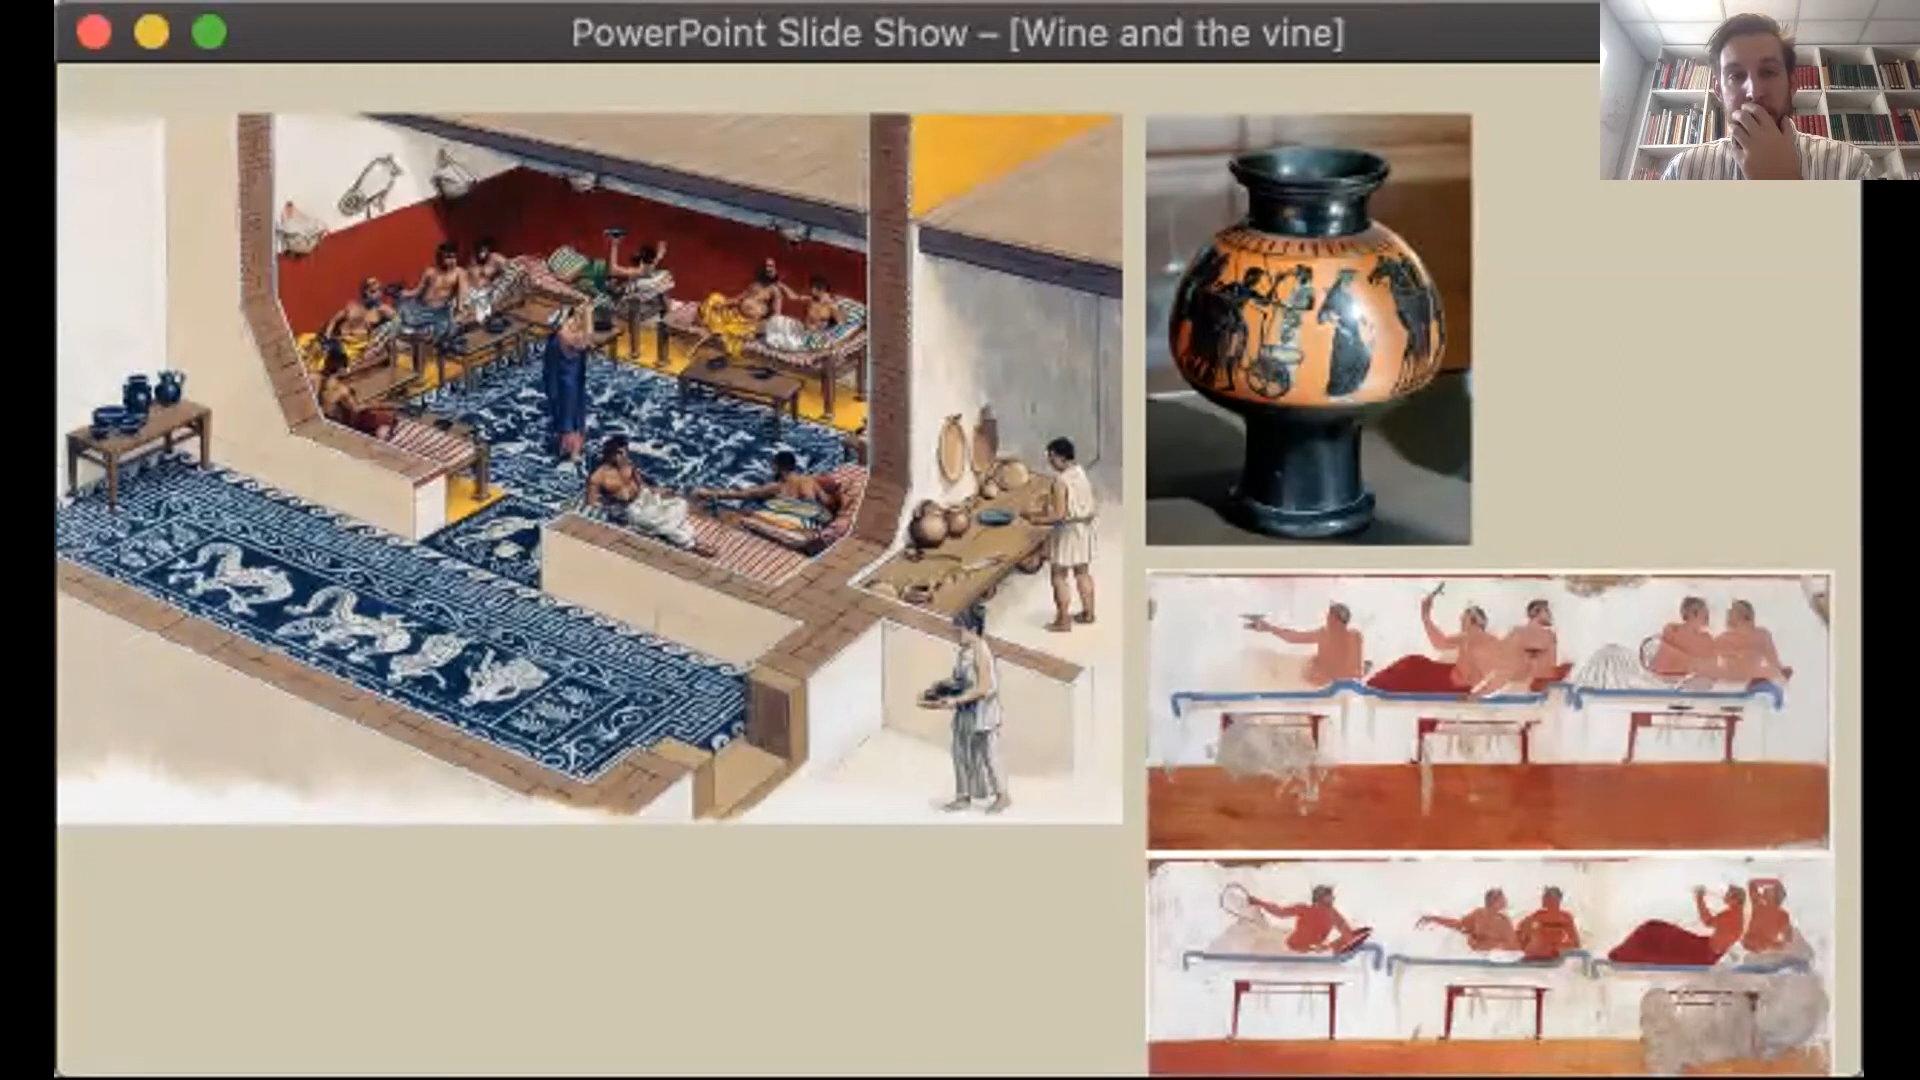 PowerPoint Slide Show – [Wine and the vine]